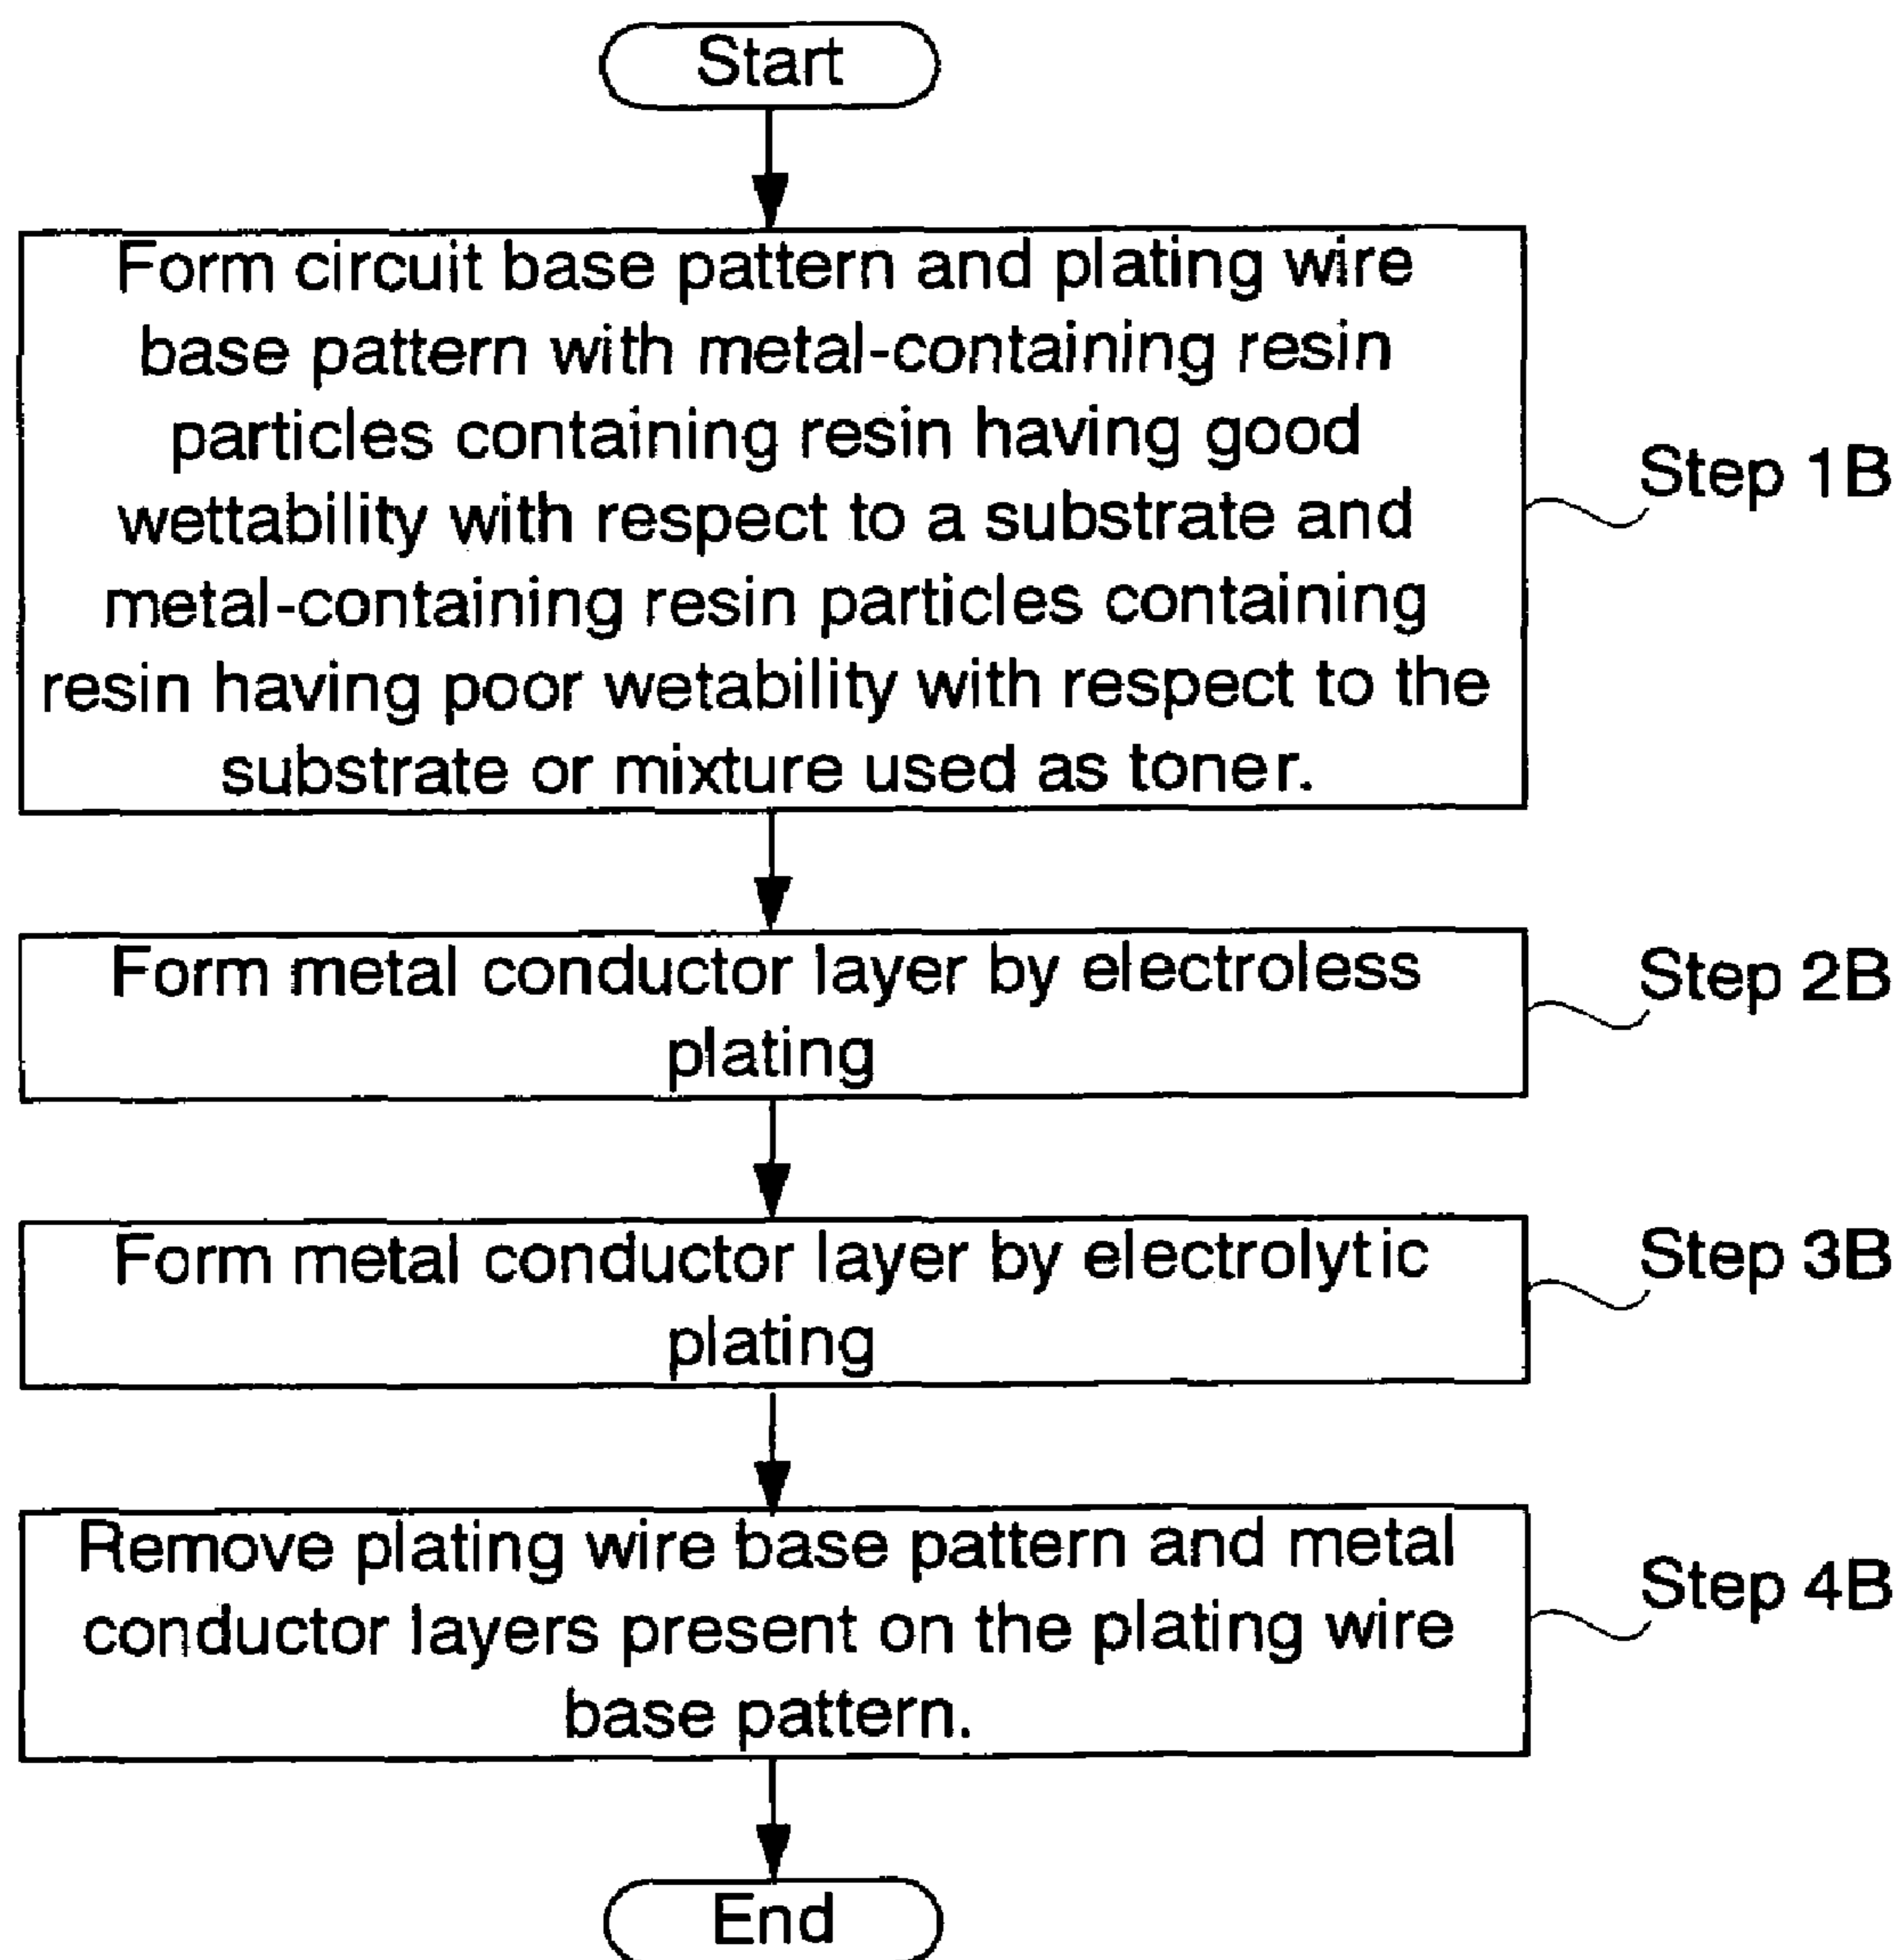 Start
Form circuit base pattern and plating wire
base pattern with metal-containing resin
particles containing resin having good
wettability with respect to a substrate and
metal-containing resin particles containing
resin having poor wetability with respect to the
substrate or mixture used as toner.
Step 1B
Form metal conductor layer by electroless
plating
Step 2B
Form metal conductor layer by electrolytic
plating
Step 3B
Remove plating wire base pattern and metal
conductor layers present on the plating wire
base pattern.
Step 4B
End